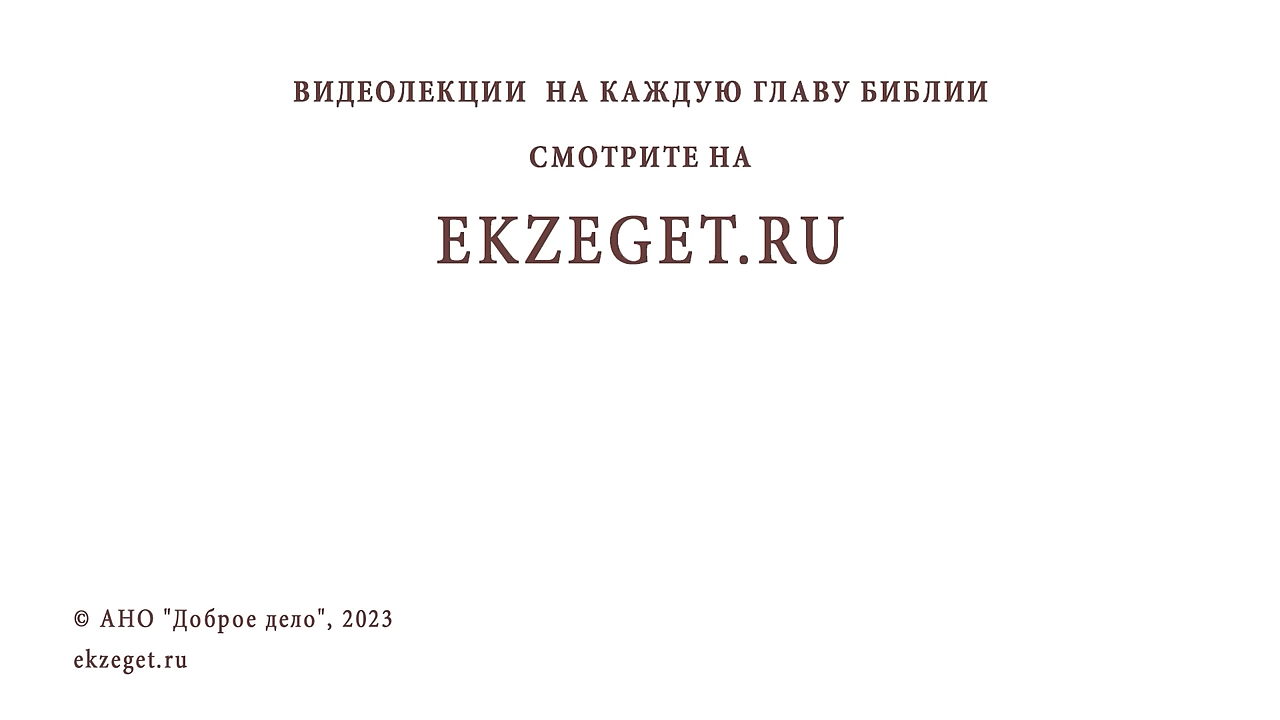 ВИДЕОЛЕКЦИИ НА КАЖДУЮ ГЛАВУ БИБЛИИ
СМОТРИТЕ НА
EKZEGET.RU
© АНО "Доброе дело", 2023
ekzeget.ru